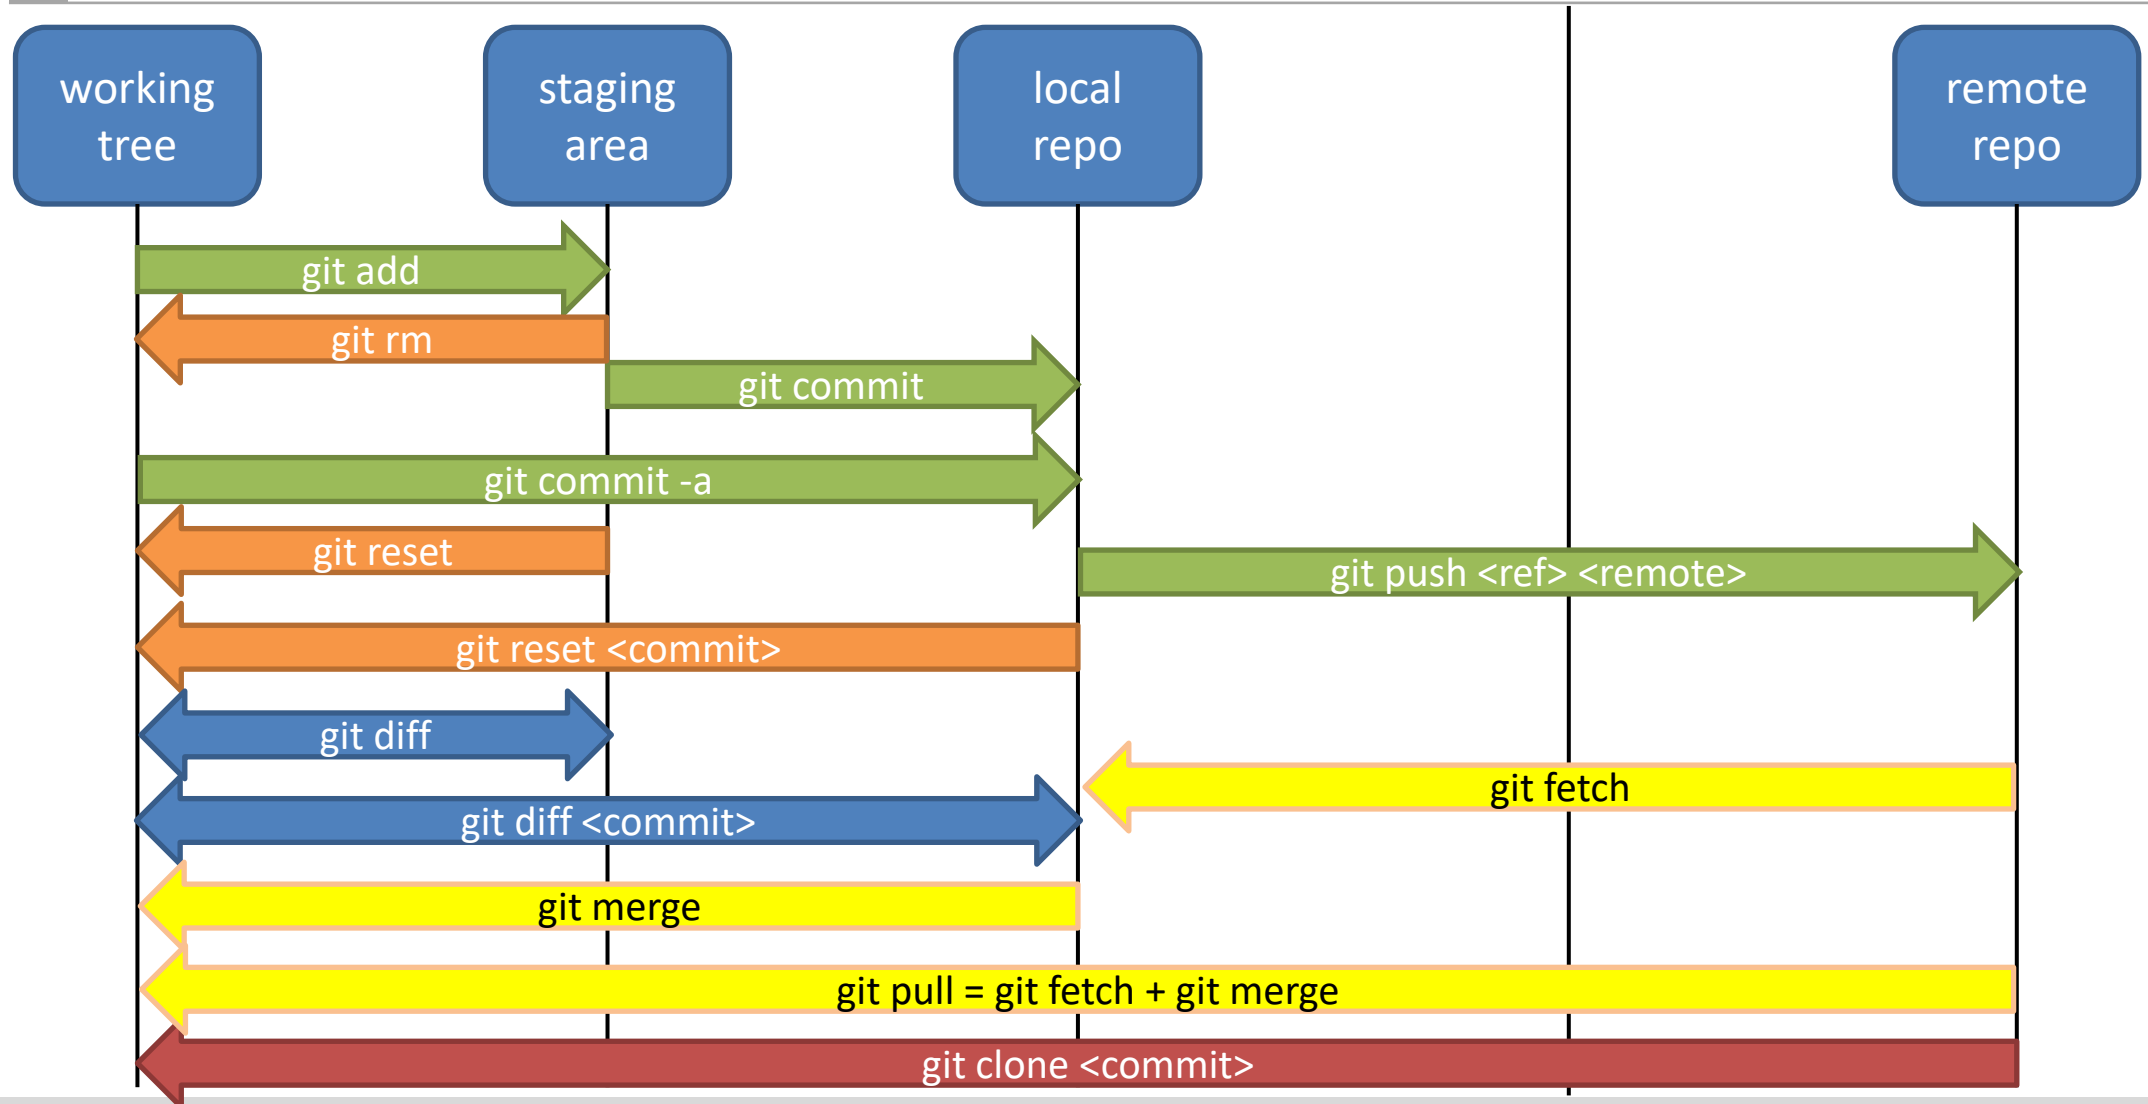 working
tree
staging
area
local
repo
remote
repo
git add
git rm
git commit
git commit -a
git reset
git push <ref> <remote>
git reset <commit>
git diff
git fetch
git diff <commit>
git merge
git pull = git fetch + git merge
git clone <commit>